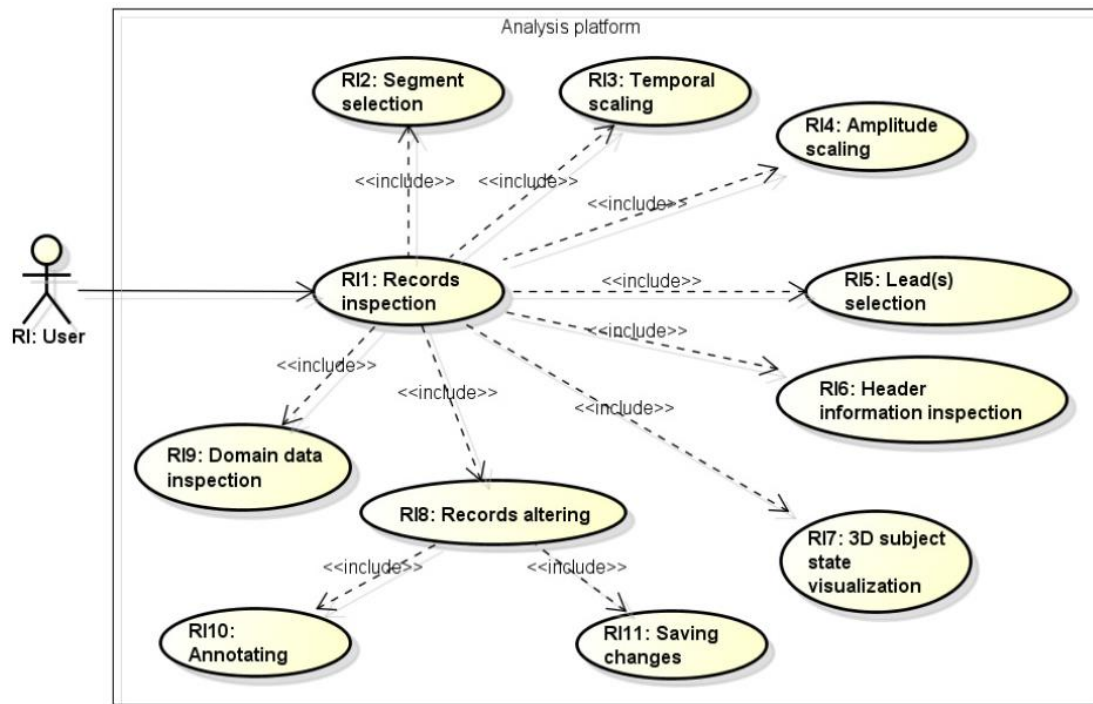 Analysis platform
RI2: Segment
selection
RI3: Temporal
scaling
RI4: Amplitude
scaling
<<include>>
<<include>>
<<include>>
RI: User
RI1: Records
inspection
<<include>>
RI5: Lead(s)
selection
<<include>>
<<include>>
<<include>>
<<include>>
RI6: Header
information inspection
RI9: Domain data
inspection
RI8: Records altering
RI7: 3D subject
state
visualization
<<include>>
<<include>>
RI10:
Annotating
RI11: Saving
changes